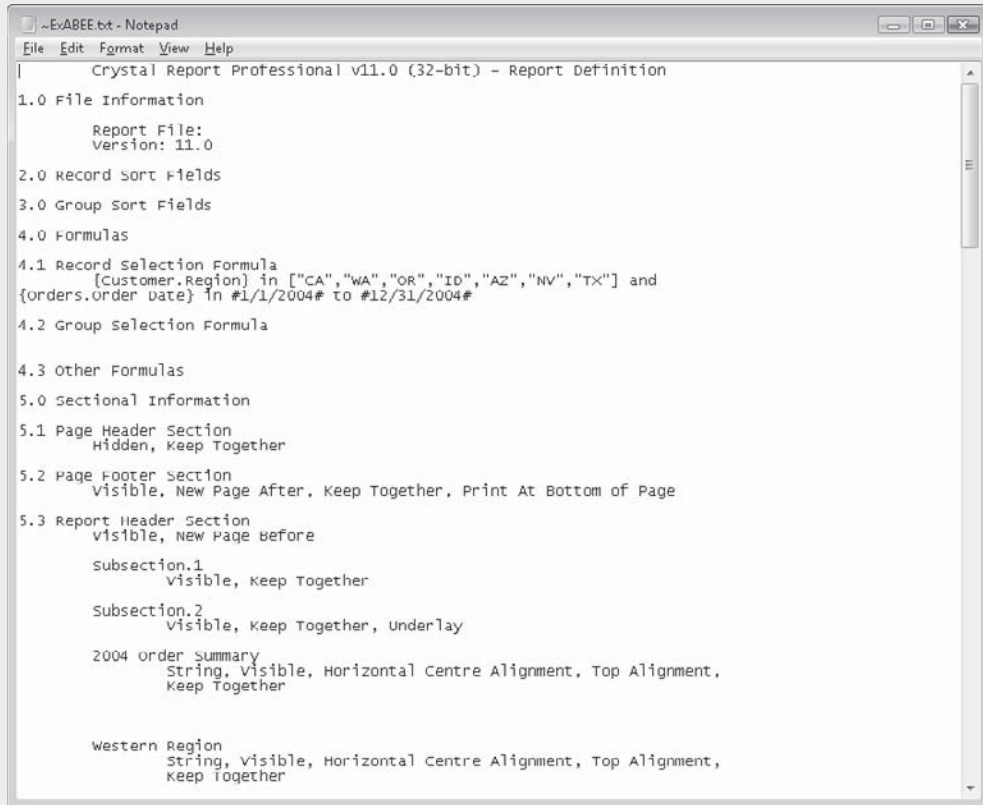 ~ExABEE.txt - Notepad
File Edit Format View Help
Crystal Report Professional v11.0 (32-bit) - Report Definition
1.0 File Information
Report File:
Version: 11.0
2.0 Record Sort Fields
3.0 Group Sort Fields
4.0 Formulas
4.1 Record Selection Formula
{Customer.Region} in ["CA","WA","OR","ID","AZ","NV","TX"] and
{Orders.Order Date} in #1/1/2004# to #12/31/2004#
4.2 Group Selection Formula
4.3 Other Formulas
5.0 Sectional Information
5.1 Page Header Section
Hidden, Keep Together
5.2 Page Footer Section
Visible, New Page After, Keep Together, Print At Bottom of Page
5.3 Report Header Section
Visible, New Page Before
Subsection.1
Visible, Keep Together
Subsection.2
Visible, Keep Together, Underlay
2004 Order Summary
String, Visible, Horizontal Centre Alignment, Top Alignment,
Keep Together
Western Region
String, Visible, Horizontal Centre Alignment, Top Alignment,
Keep Together